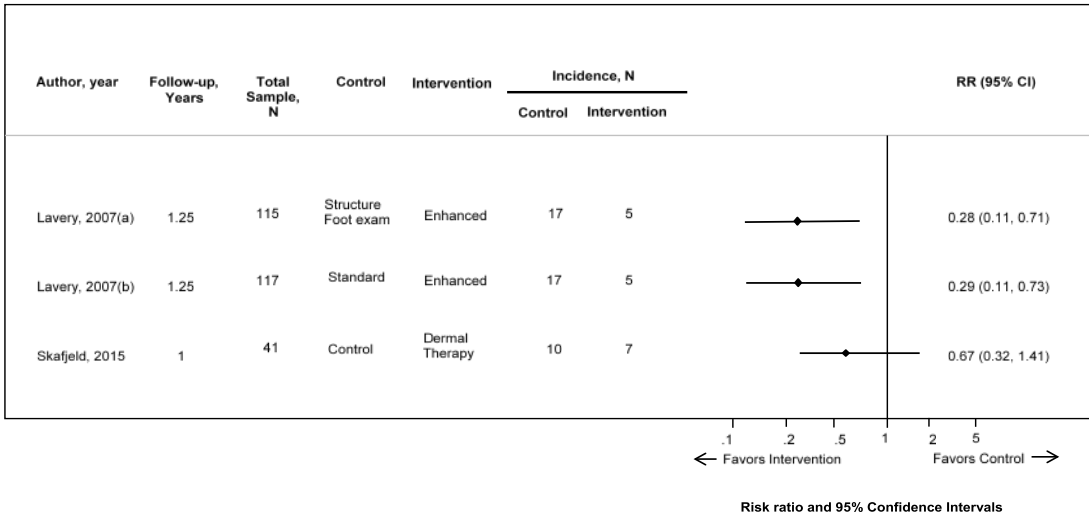 Author, year Follow-up, Years Total Sample, N Control Intervention Incidence, N RR (95% CI)
Control Intervention
Lavery, 2007(a) 1.25 115 Structure Foot exam Enhanced 17 5 0.28 (0.11, 0.71)
Lavery, 2007(b) 1.25 117 Standard Enhanced 17 5 0.29 (0.11, 0.73)
Skafjeld, 2015 1 41 Control Dermal Therapy 10 7 0.67 (0.32, 1.41)
.1 .2 .5 1 2 5
Favors Intervention Favors Control
Risk ratio and 95% Confidence Intervals